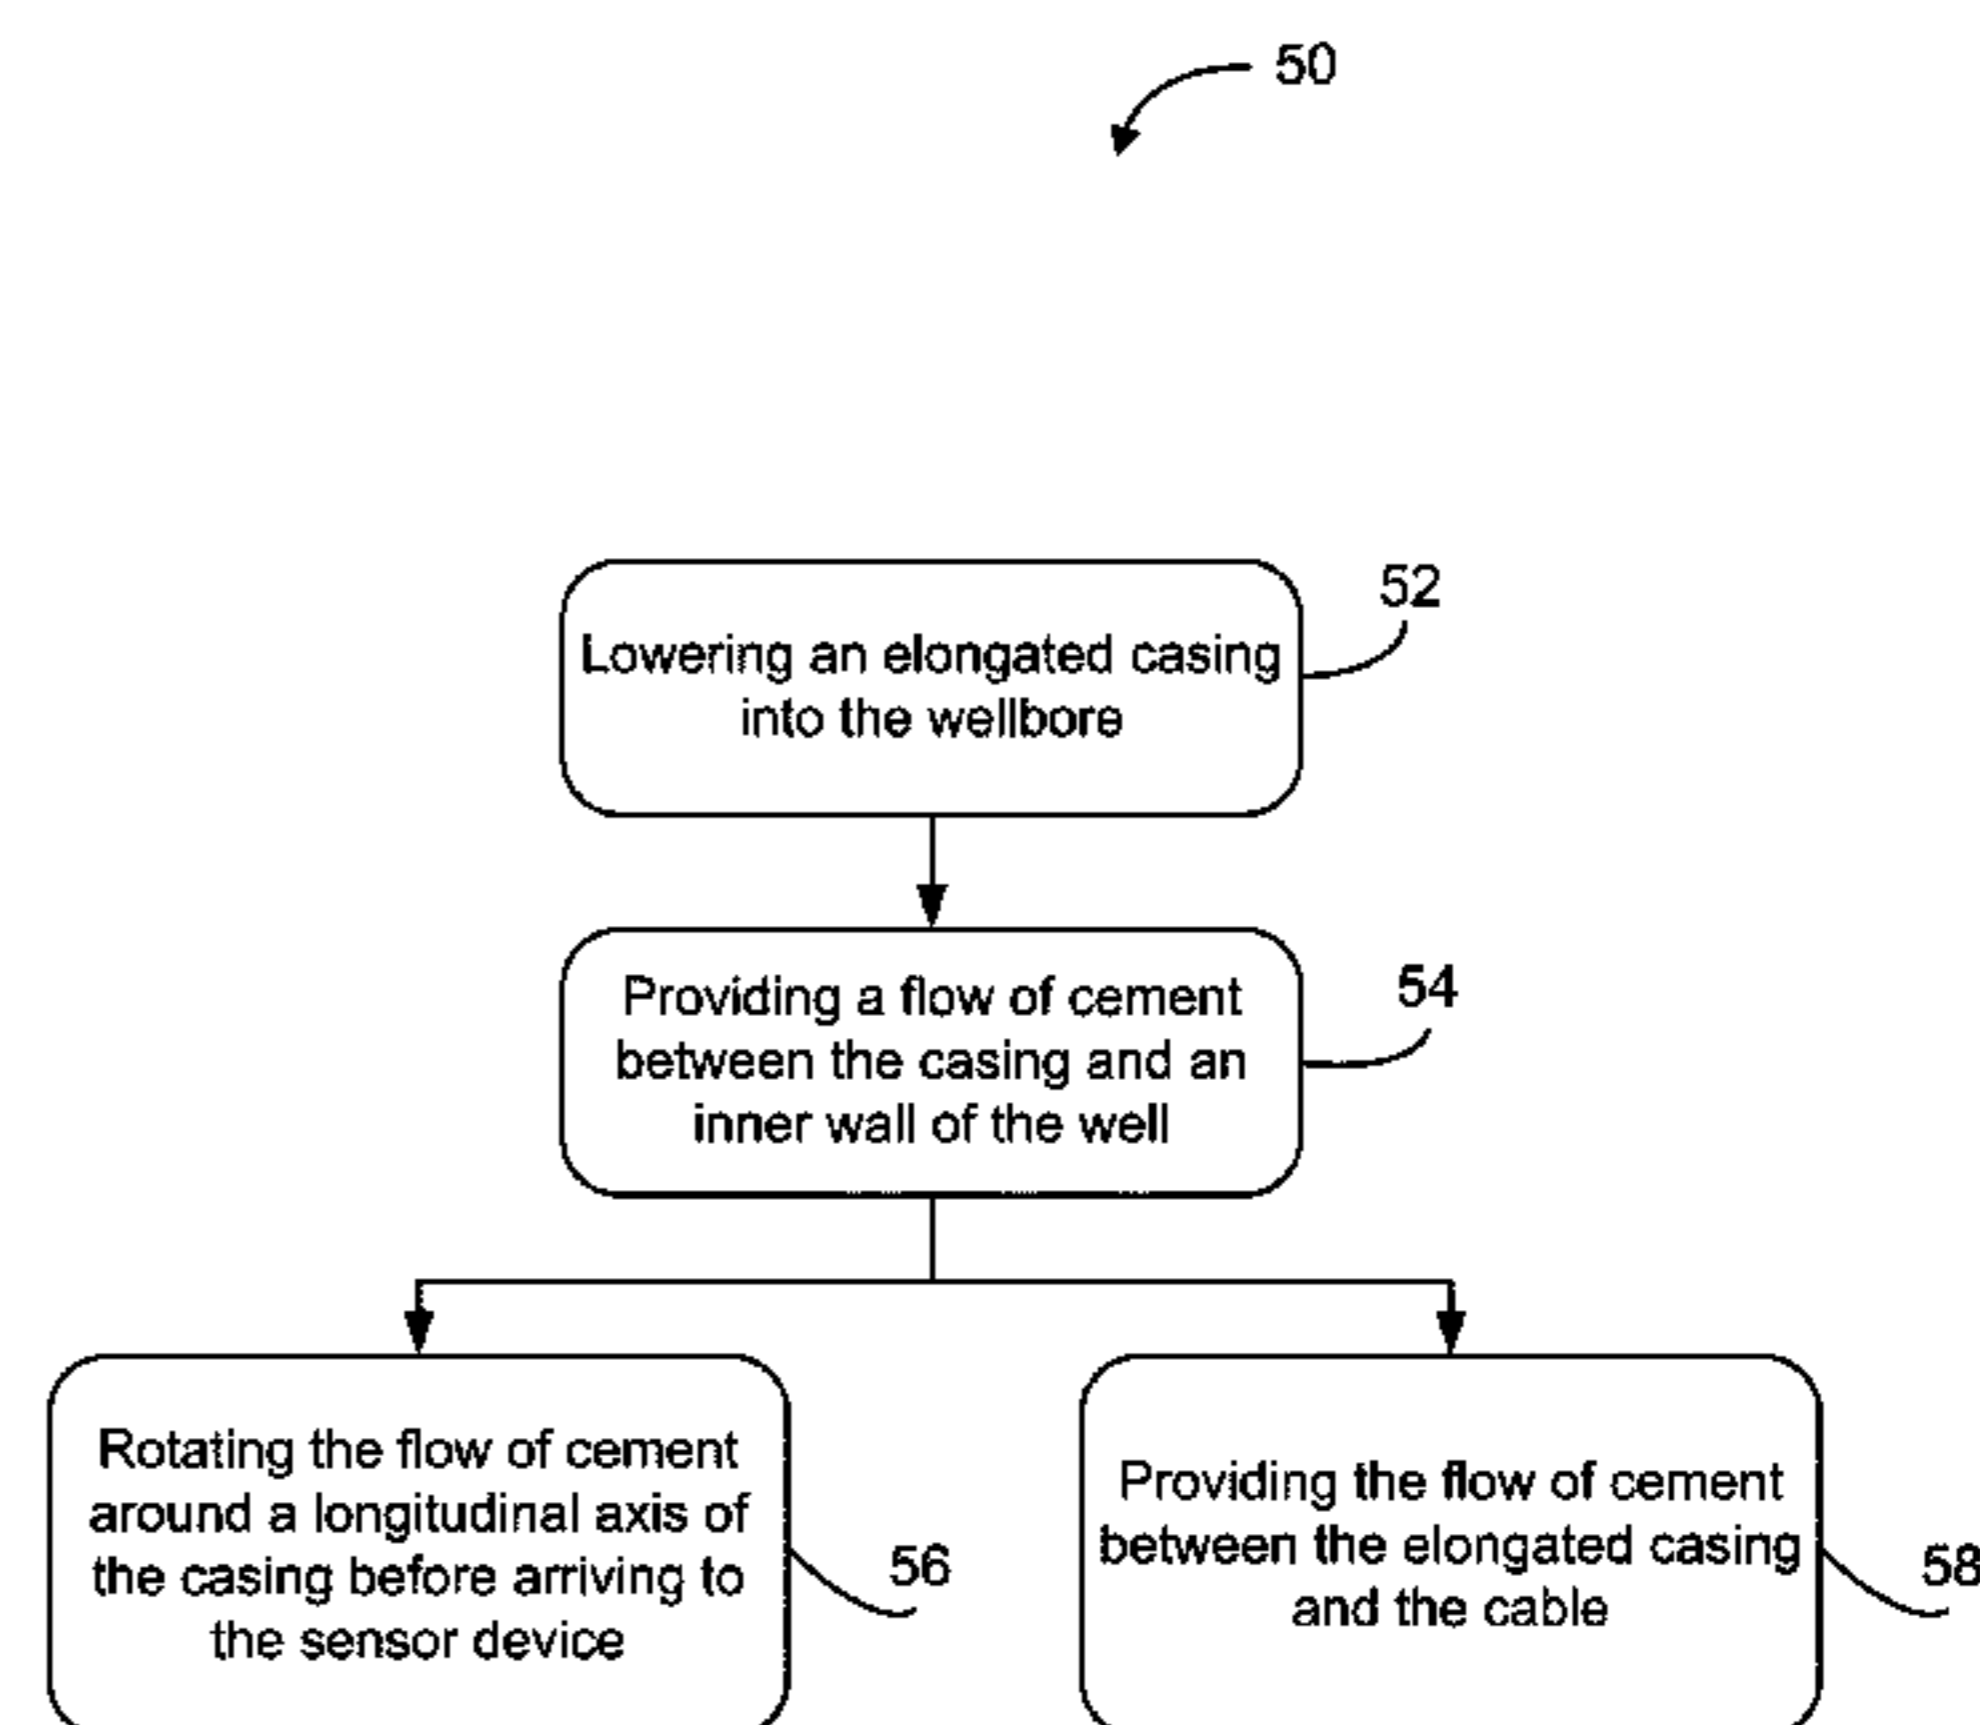 50
52
Lowering an elongated casing
into the wellbore
54
Providing a flow of cement
between the casing and an
inner wall of the well
Rotating the flow of cement
around a longitudinal axis of
the casing before arriving to
the sensor device
56
Providing the flow of cement
between the elongated casing
and the cable
58